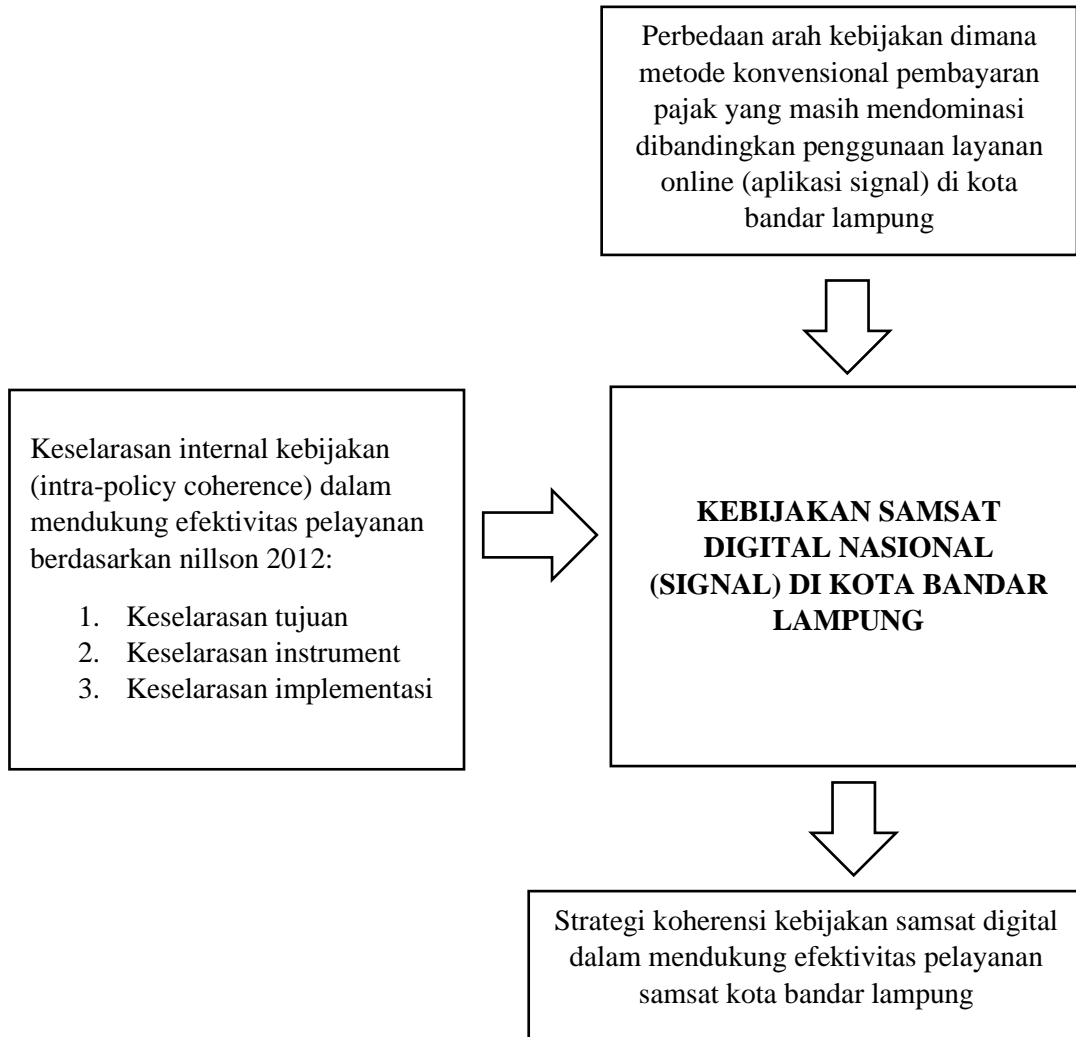 Perbedaan arah kebijakan dimana
metode konvensional pembayaran
pajak yang masih mendominasi
dibandingkan penggunaan layanan
online (aplikasi signal) di kota
bandar lampung
Keselarasan internal kebijakan
(intra-policy coherence) dalam
mendukung efektivitas pelayanan
berdasarkan nillson 2012:
1. Keselarasan tujuan
2. Keselarasan instrument
3. Keselarasan implementasi
KEBIJAKAN SAMSAT
DIGITAL NASIONAL
(SIGNAL) DI KOTA BANDAR
LAMPUNG
Strategi koherensi kebijakan samsat digital
dalam mendukung efektivitas pelayanan
samsat kota bandar lampung